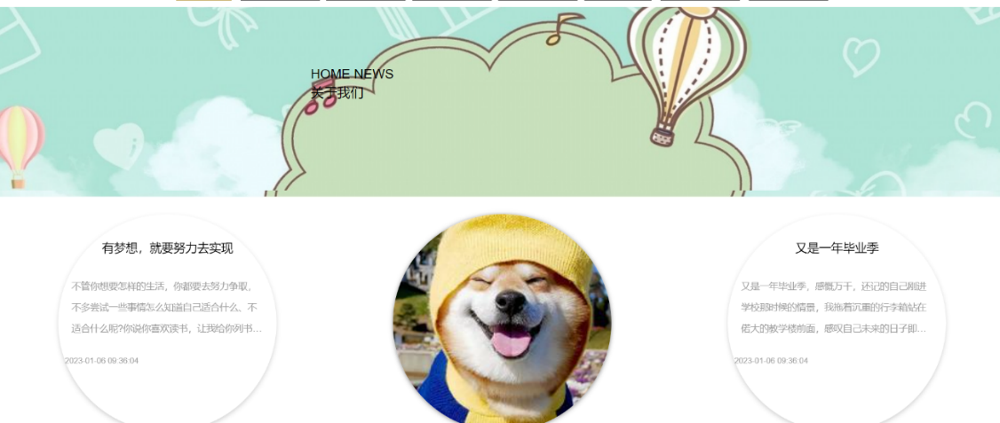 HOME NEWS
关于我们
有梦想，就要努力去实现
不管你想要怎样的生活，你都要去努力争取，
不多尝试一些事情怎么知道自己适合什么、不
适合什么呢?你说你喜欢读书，让我给你列书…
2023-01-06 09:36:04
又是一年毕业季
又是一年毕业季，感慨万千，还记的自己刚进
学校那时候的情景，我拖着沉重的行李箱站在
偌大的教学楼前面，感叹自己未来的日子即…
2023-01-06 09:36:04